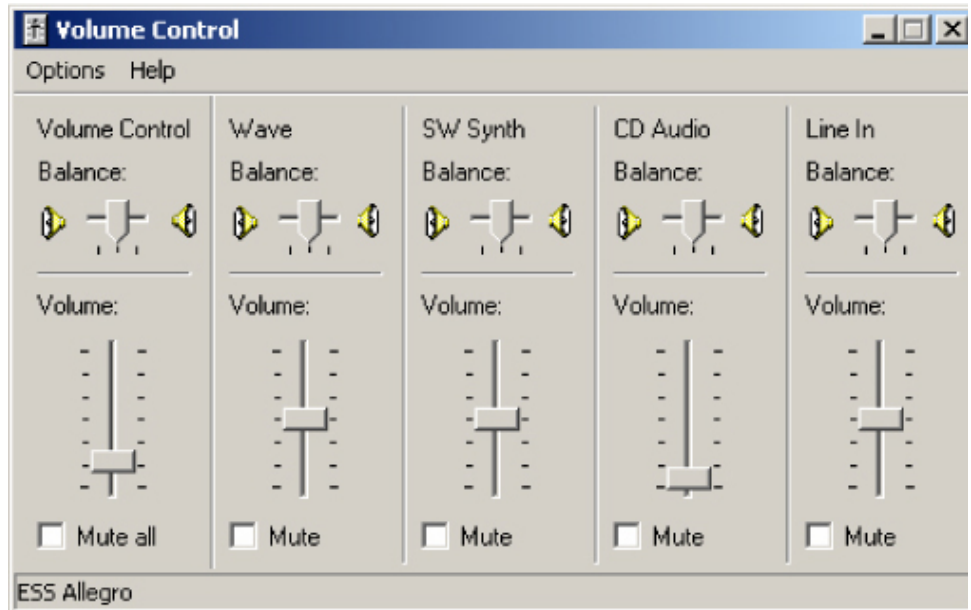 Volume Control
Options Help
Volume Control Wave SW Synth CD Audio Line In
Balance: Balance: Balance: Balance: Balance:
Volume: Volume: Volume: Volume: Volume:
Mute all Mute Mute Mute Mute
ESS Allegro